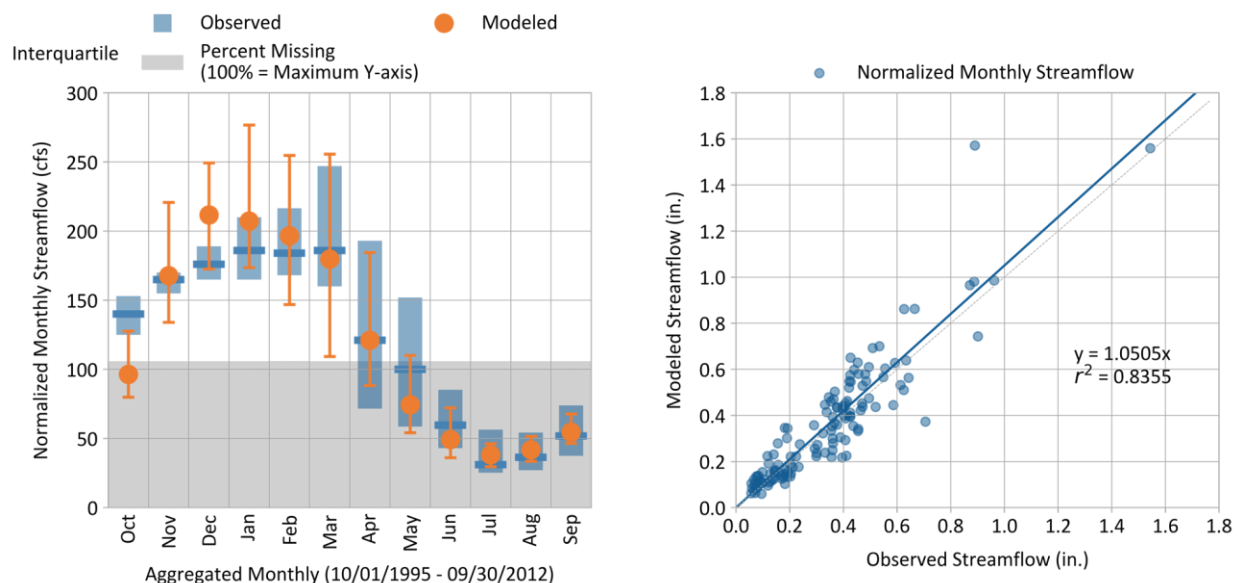 Observed
Modeled
Interquartile
Percent Missing
(100% = Maximum Y-axis)
Normalized Monthly Streamflow (cfs)
300
250
200
150
100
50
0
Oct
Nov
Dec
Jan
Feb
Mar
Apr
May
Jun
Jul
Aug
Sep
Aggregated Monthly (10/01/1995 - 09/30/2012)
Normalized Monthly Streamflow
Modeled Streamflow (in.)
1.8
1.6
1.4
1.2
1.0
0.8
0.6
0.4
0.2
0.0
y = 1.0505x
r² = 0.8355
0.0 0.2 0.4 0.6 0.8 1.0 1.2 1.4 1.6 1.8
Observed Streamflow (in.)